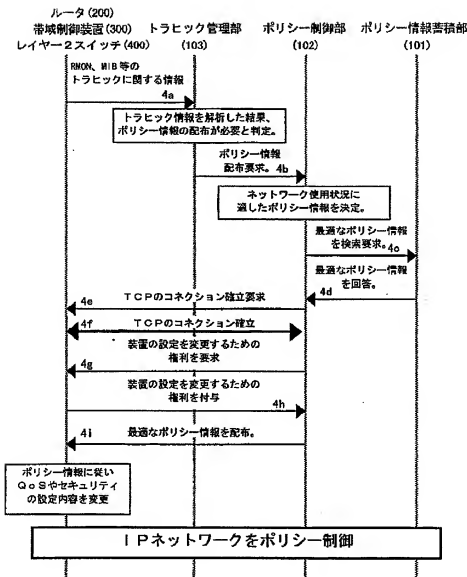 ルータ(200)
帯域制御装置(300)
レイヤー2スイッチ(400)
トラヒック管理部
(103)
ポリシー制御部
(102)
ポリシー情報蓄積部
(101)
RMON、MIB等の
トラヒックに関する情報
4a
トラヒック情報を解析した結果、
ポリシー情報の配布が必要と判定。
ポリシー情報
配布要求。4b
ネットワーク使用状況に
適したポリシー情報を決定。
最適なポリシー情報
を検索要求。4c
最適なポリシー情報
を回答。
4d
4e TCPのコネクション確立要求
4f TCPのコネクション確立
装置の設定を変更するための
権利を要求
4g
装置の設定を変更するための
権利を付与
4h
4i 最適なポリシー情報を配布。
ポリシー情報に従い
QoSやセキュリティ
の設定内容を変更
IPネットワークをポリシー制御